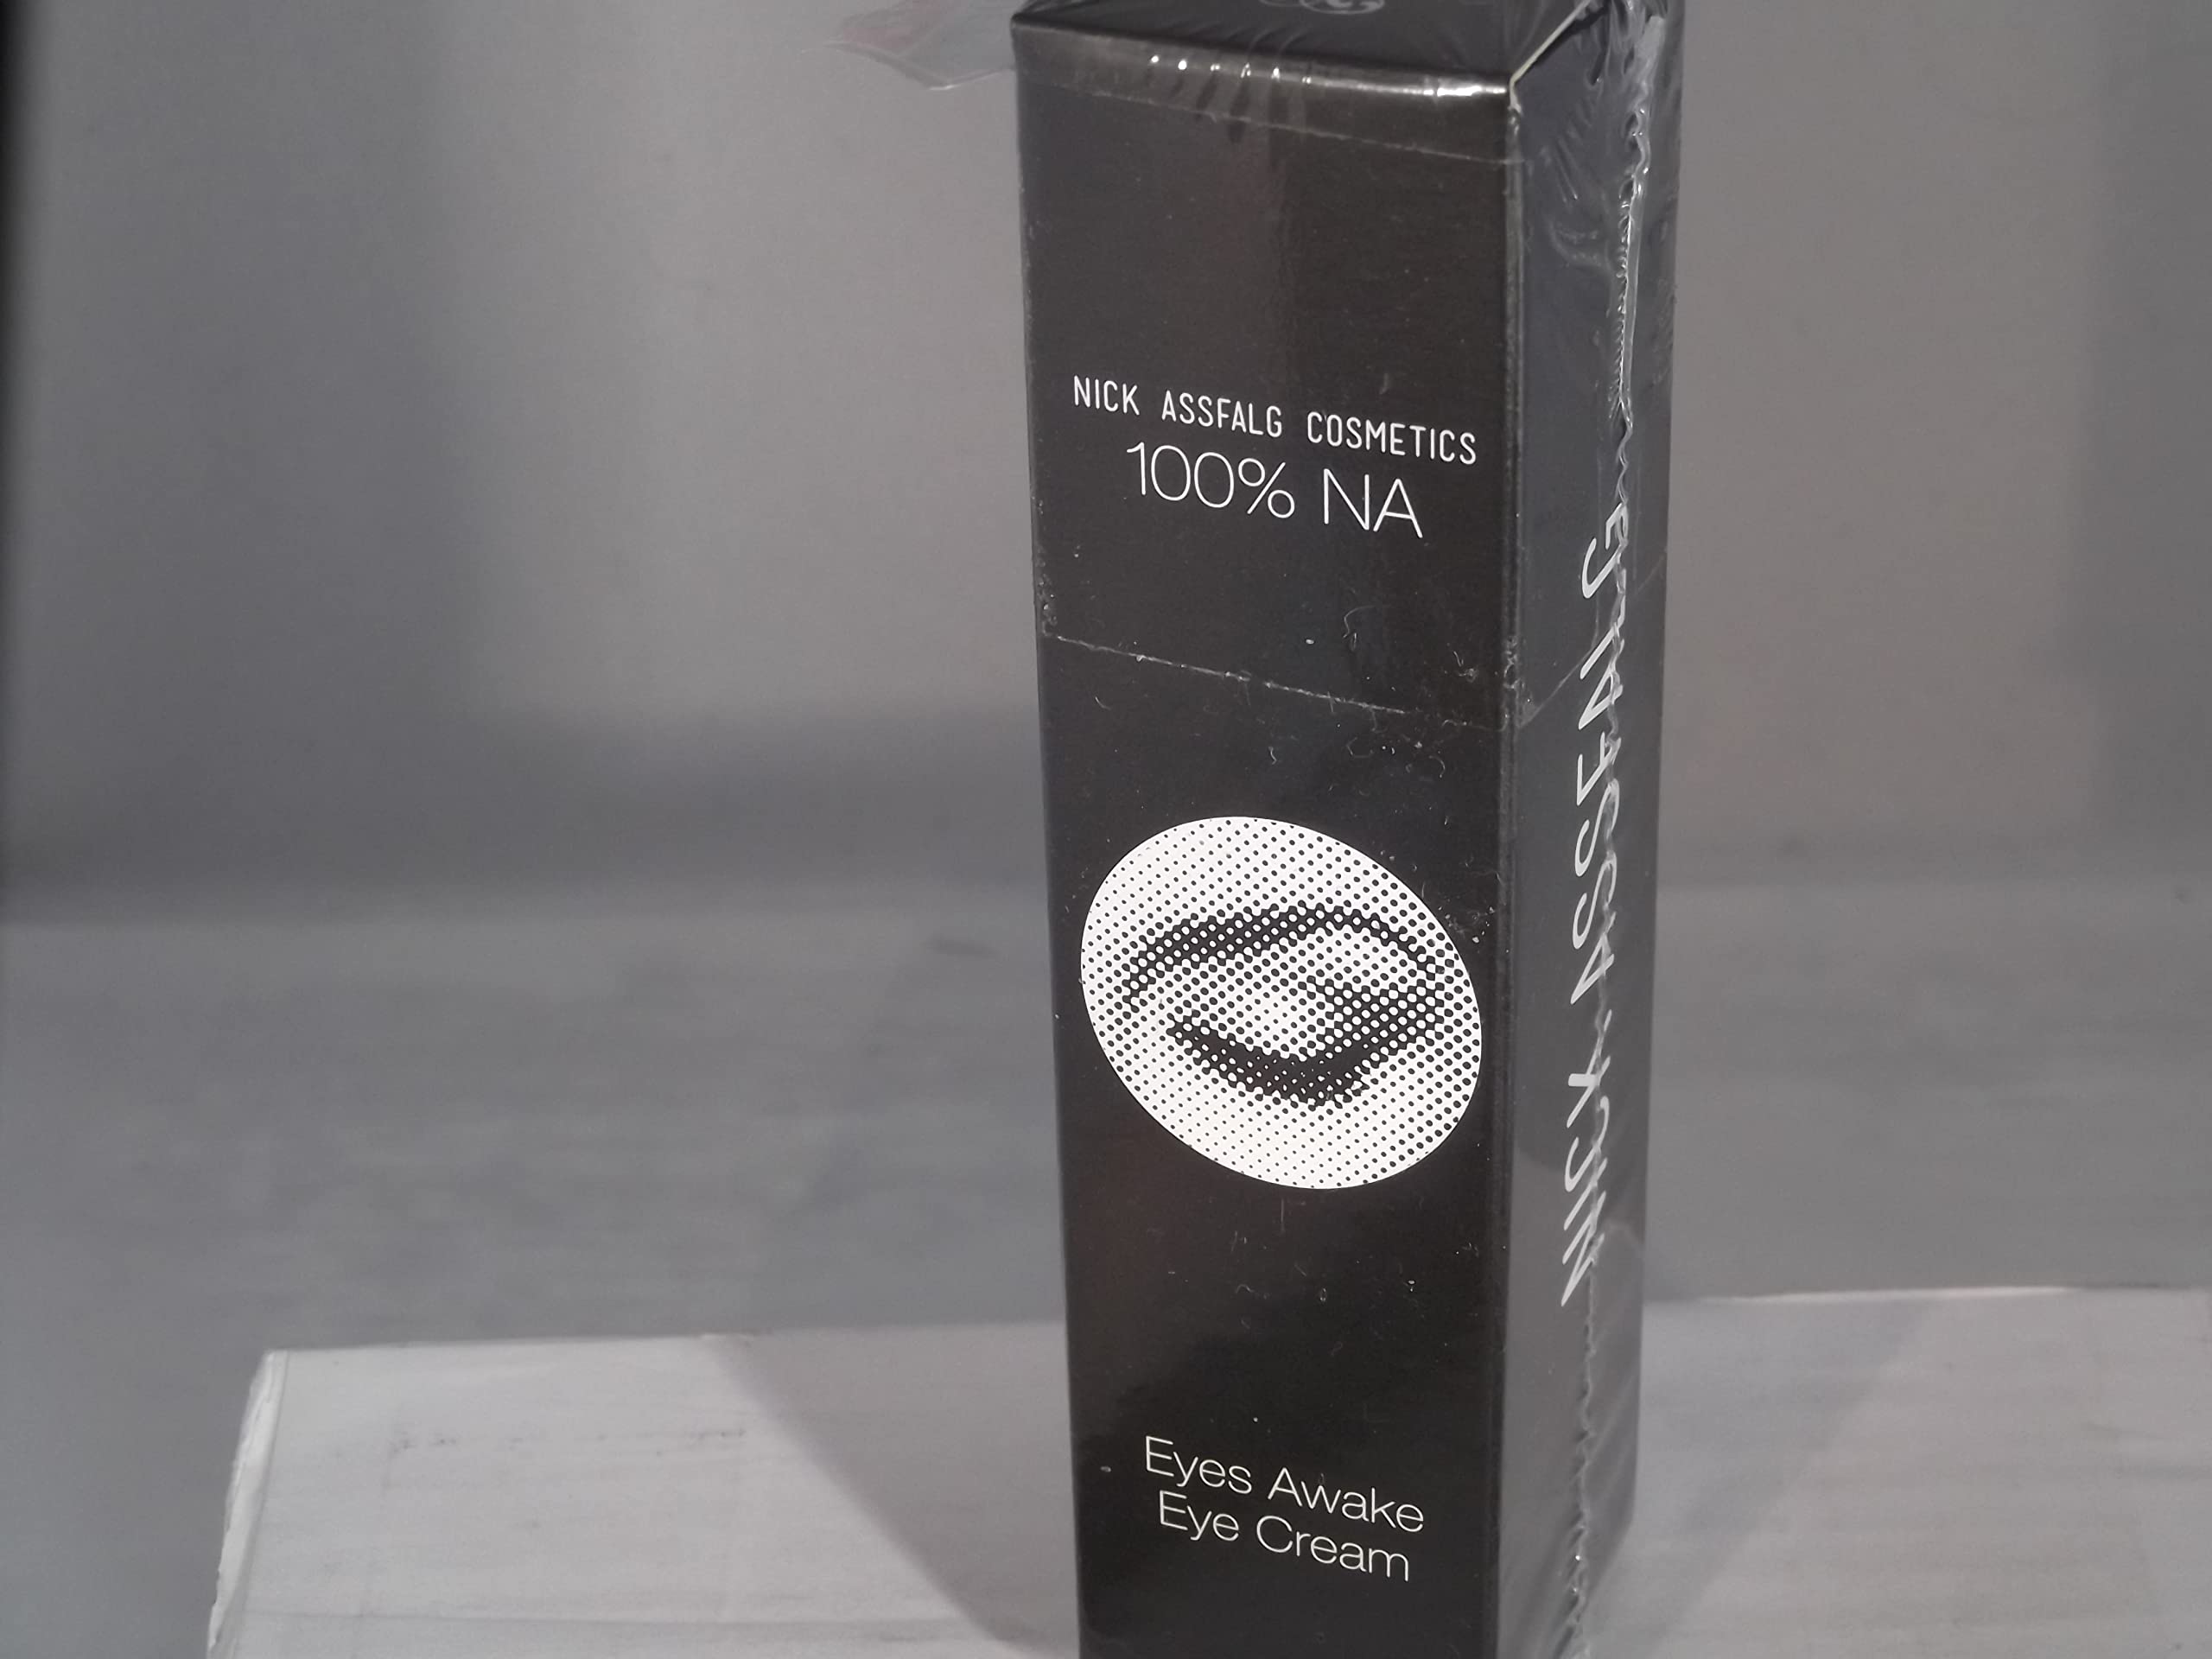 NICK ASSFALG COSMETICS
100% NA
Eyes Awake
Eye Cream
NICK ASSFALG